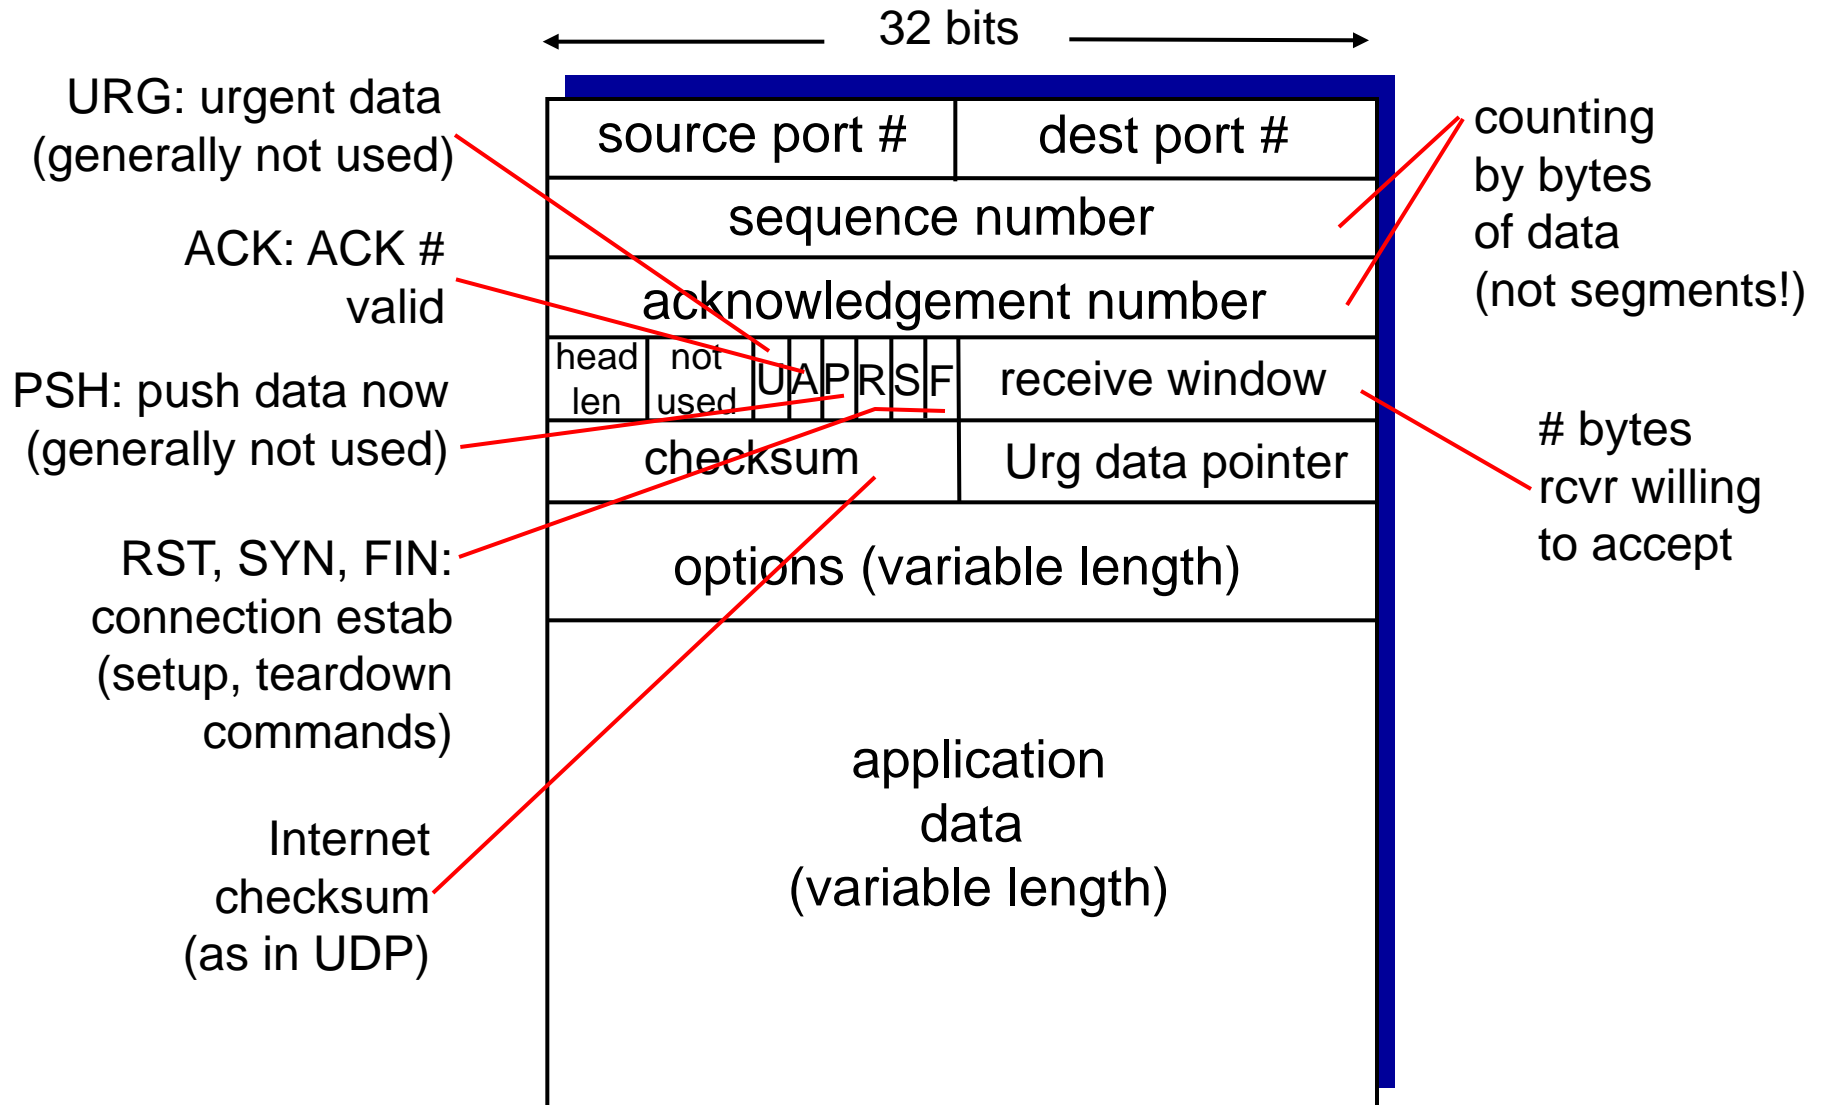 32 bits
URG: urgent data
(generally not used)
ACK: ACK #
valid
PSH: push data now
(generally not used)
RST, SYN, FIN:
connection estab
(setup, teardown
commands)
Internet
checksum
(as in UDP)
source port #
dest port #
sequence number
acknowledgement number
head
len
not
used
U
A
P
R
S
F
receive window
checksum
Urg data pointer
options (variable length)
application
data
(variable length)
counting
by bytes
of data
(not segments!)
# bytes
rcvr willing
to accept